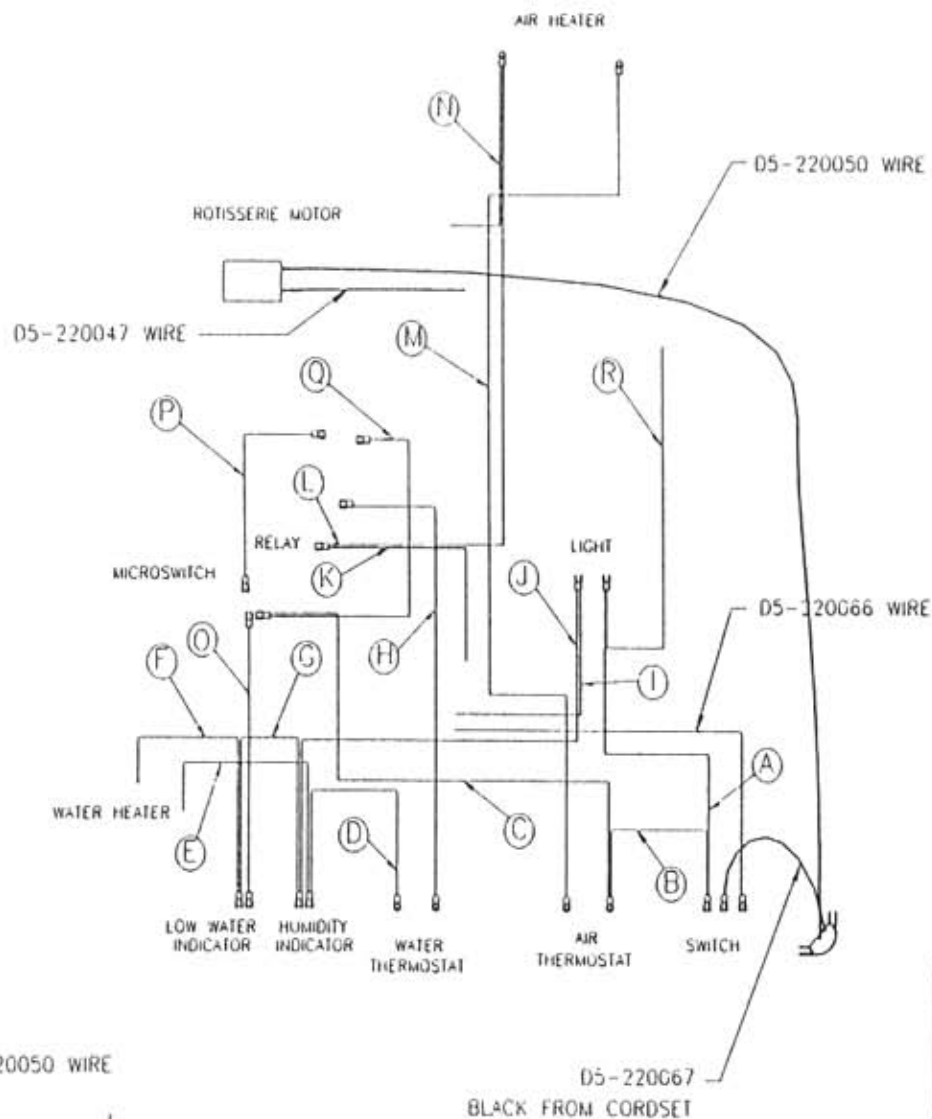 AIR HEATER
N
D5-220050 WIRE
ROTISSERIE MOTOR
D5-220047 WIRE
M
Q
R
P
L
RELAY
LIGHT
K
MICROSWITCH
J
D5-120066 WIRE
O
H
F
G
I
A
WATER HEATER
E
D
C
B
LOW WATER
INDICATOR
HUMIDITY
INDICATOR
WATER
THERMOSTAT
AIR
THERMOSTAT
SWITCH
20050 WIRE
D5-220067
BLACK FROM CORDSET